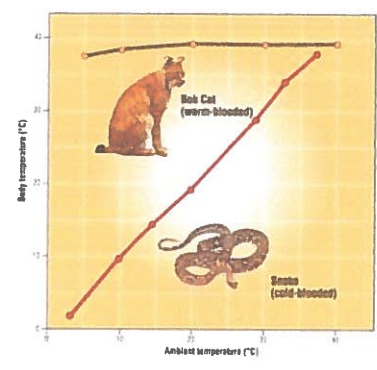 40
Bob Cat
(warm-blooded)
30
Body temperature (°C)
20
10
Snake
(cold-blooded)
0
0 10 20 30 40
Ambient temperature (°C)